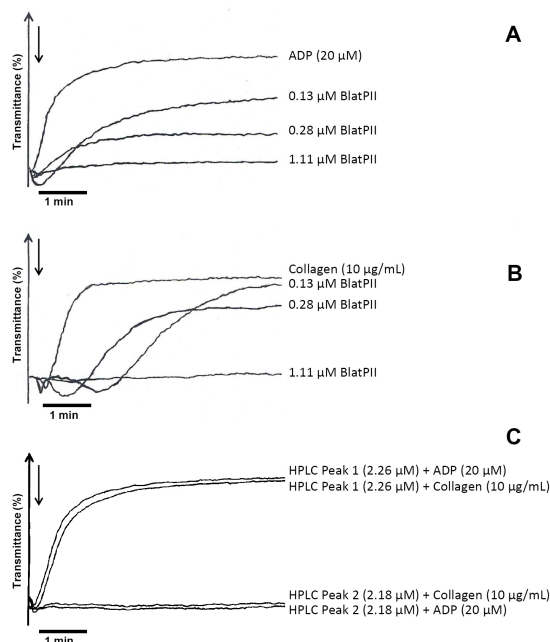 A
Transmittance (%)
ADP (20 µM)
0.13 µM BlatPII
0.28 µM BlatPII
1.11 µM BlatPII
1 min
B
Transmittance (%)
Collagen (10 µg/mL)
0.13 µM BlatPII
0.28 µM BlatPII
1.11 µM BlatPII
1 min
C
Transmittance (%)
HPLC Peak 1 (2.26 µM) + ADP (20 µM)
HPLC Peak 1 (2.26 µM) + Collagen (10 µg/mL)
HPLC Peak 2 (2.18 µM) + Collagen (10 µg/mL)
HPLC Peak 2 (2.18 µM) + ADP (20 µM)
1 min